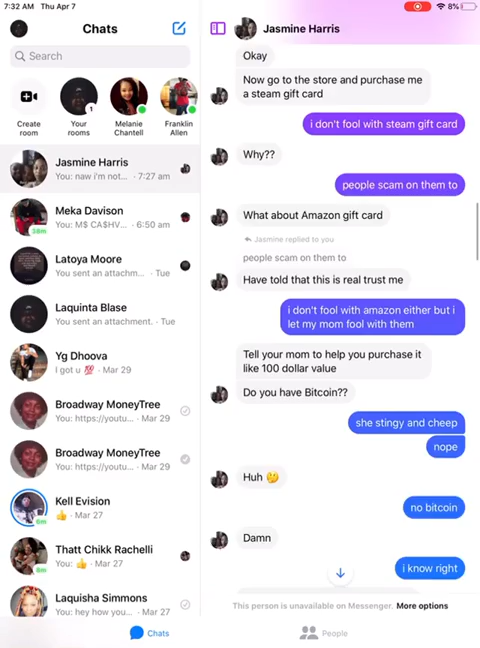 7:32 AM Thu Apr 7
8%
Chats
Search
Create
room
1
Your
rooms
Melanie
Chantell
Franklin
Allen
Jasmine Harris
You: naw i'm not... · 7:27 am
Meka Davison
You: M$ CA$HV... · 6:50 am
38m
Latoya Moore
You sent an attachm... · Tue
Laquinta Blase
You sent an attachment. · Tue
Yg Dhoova
I got u 💯 · Mar 29
Broadway MoneyTree
You: https://youtu... · Mar 29
Broadway MoneyTree
You: https://youtu... · Mar 29
Kell Evision
👍 · Mar 27
6m
Thatt Chikk Rachelli
You: 👍 · Mar 27
8m
Laquisha Simmons
You: hey how you... · Mar 27
Chats
People
Jasmine Harris
Okay
Now go to the store and purchase me
a steam gift card
i don't fool with steam gift card
Why??
people scam on them to
What about Amazon gift card
Jasmine replied to you
people scam on them to
Have told that this is real trust me
i don't fool with amazon either but i
let my mom fool with them
Tell your mom to help you purchase it
like 100 dollar value
Do you have Bitcoin??
she stingy and cheep
nope
Huh 🤔
no bitcoin
Damn
i know right
This person is unavailable on Messenger. More options